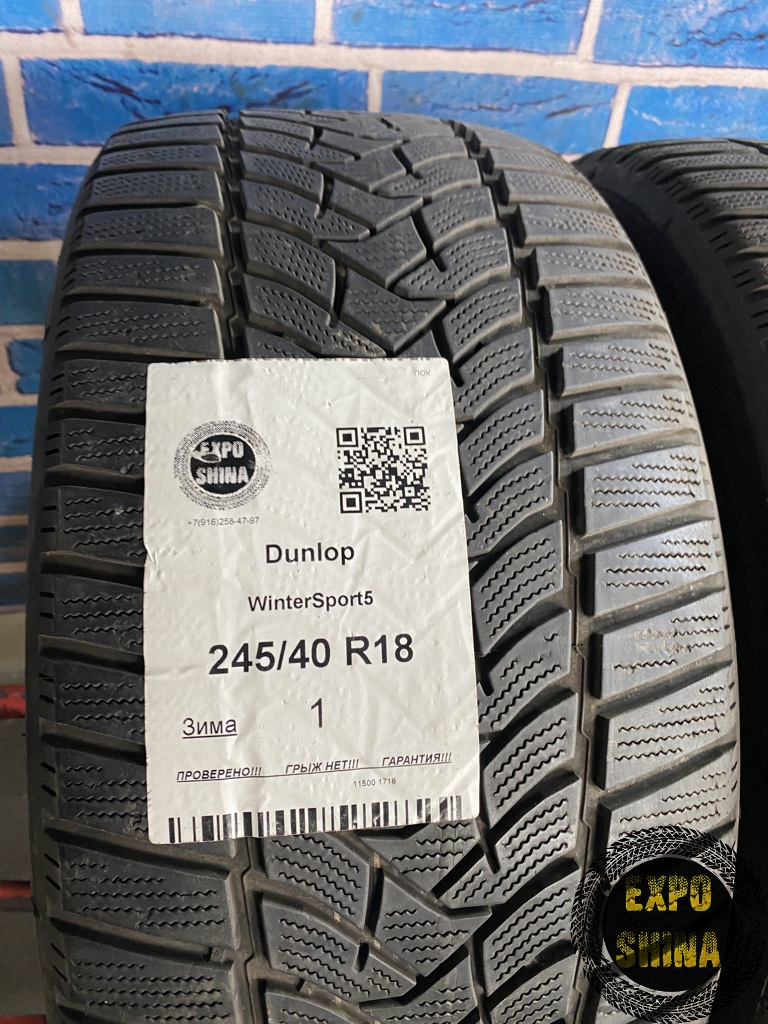 пок
EXPO
SHINA
+7(916)258-47-97
Dunlop
WinterSport5
245/40 R18
Зима 1
ПРОВЕРЕНО!!! ГРЫЖ НЕТ!!! ГАРАНТИЯ!!!
11500 1718
EXPO
SHINA